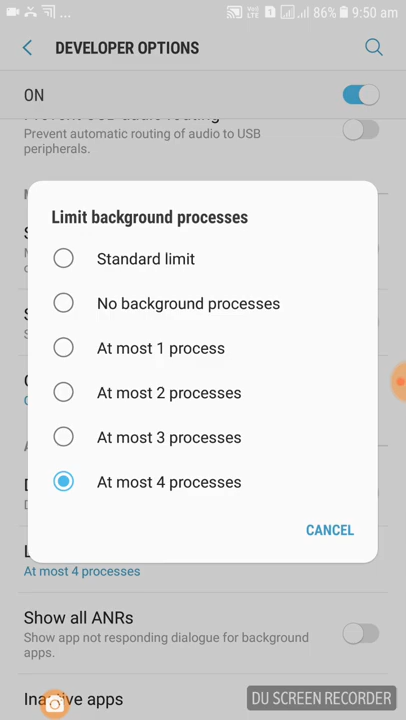 ... 86% 9:50 am
DEVELOPER OPTIONS
ON
Prevent USB audio routing
Prevent automatic routing of audio to USB
peripherals.
Limit background processes
Standard limit
No background processes
At most 1 process
At most 2 processes
At most 3 processes
At most 4 processes
CANCEL
At most 4 processes
Show all ANRs
Show app not responding dialogue for background
apps.
Inactive apps
DU SCREEN RECORDER